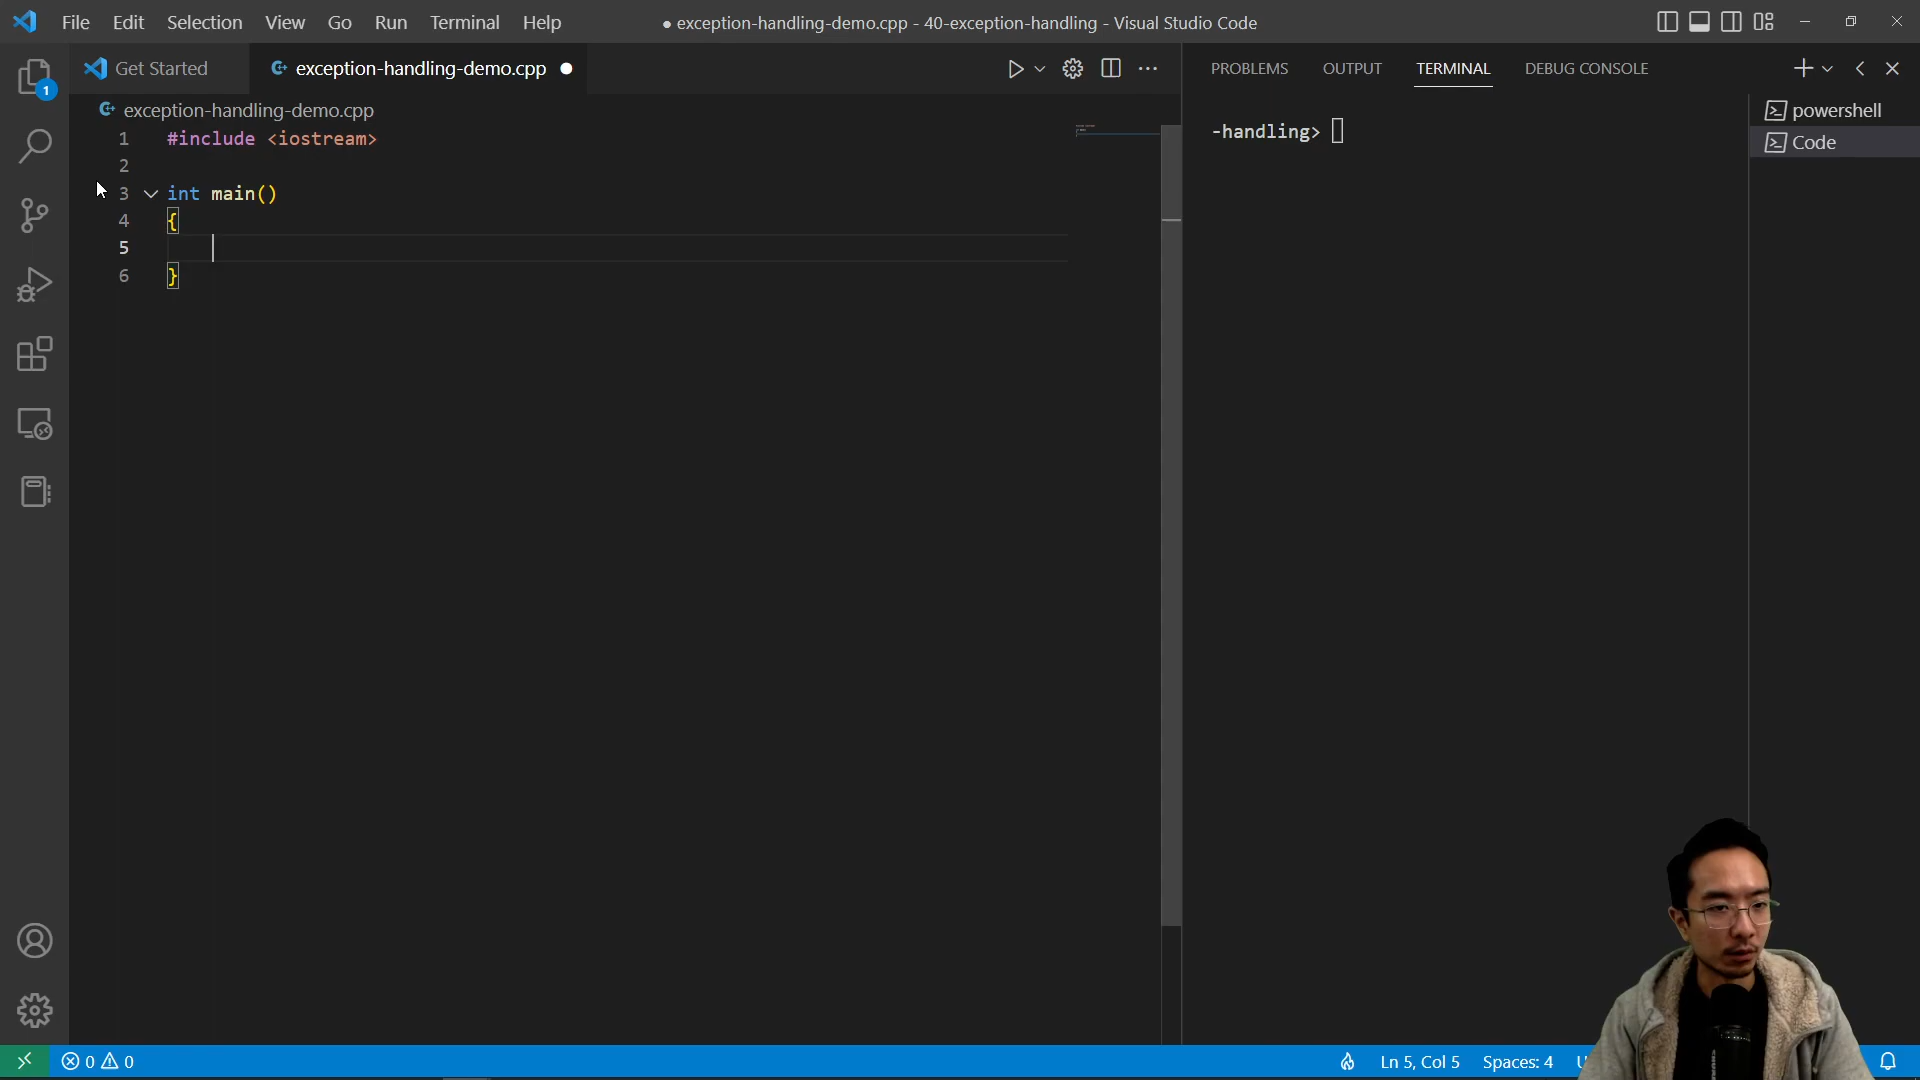 File Edit Selection View Go Run Terminal Help
● exception-handling-demo.cpp - 40-exception-handling - Visual Studio Code
Get Started
exception-handling-demo.cpp ●
exception-handling-demo.cpp
1 #include <iostream>
2
3 int main()
4 {
5
6 }
PROBLEMS OUTPUT TERMINAL DEBUG CONSOLE
-handling>
powershell
Code
1
0 0
Ln 5, Col 5 Spaces: 4